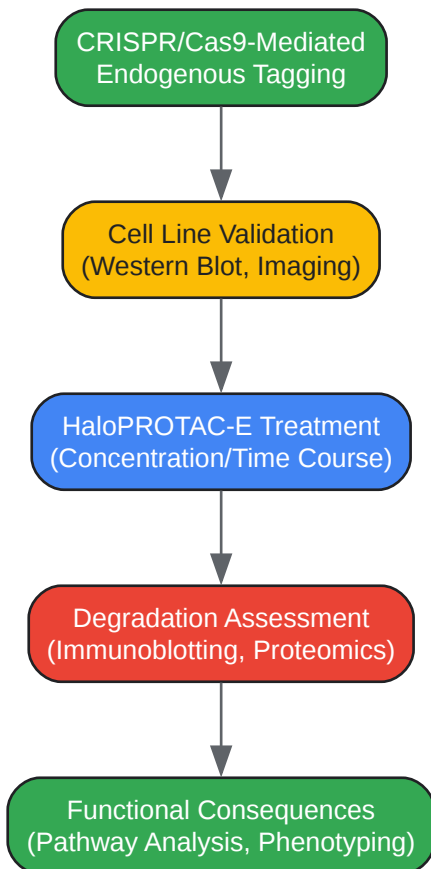 CRISPR/Cas9-Mediated
Endogenous Tagging
Cell Line Validation
(Western Blot, Imaging)
HaloPROTAC-E Treatment
(Concentration/Time Course)
Degradation Assessment
(Immunoblotting, Proteomics)
Functional Consequences
(Pathway Analysis, Phenotyping)